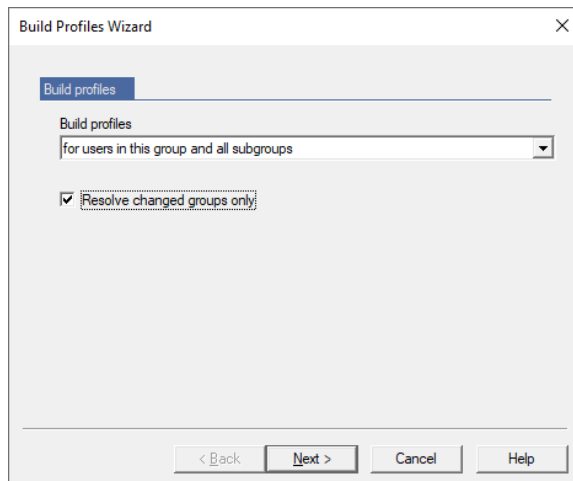 Build Profiles Wizard
Build profiles
Build profiles
for users in this group and all subgroups
Resolve changed groups only
< Back Next > Cancel Help